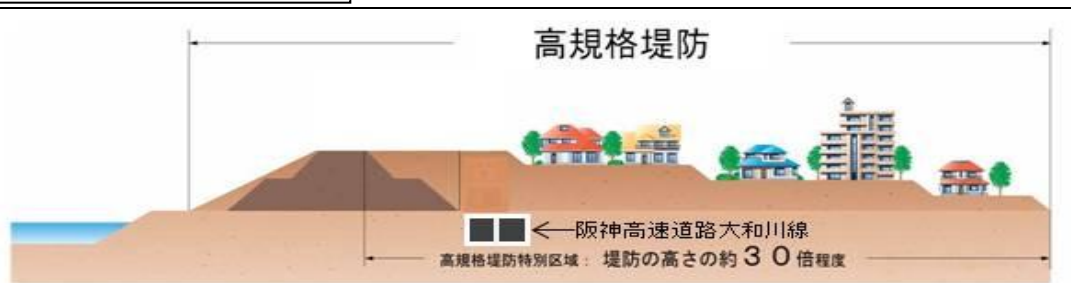 高規格堤防
←阪神高速道路大和川線
高規格堤防特別区域： 堤防の高さの約３０倍程度